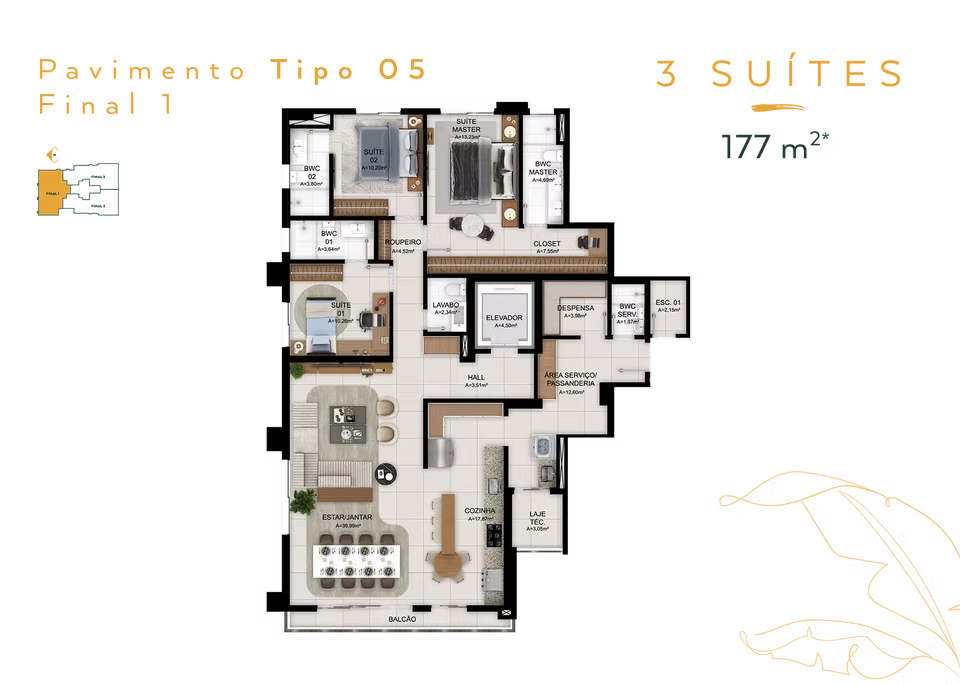 Pavimento Tipo 05
Final 1
3 SUÍTES
177 m²*
FINAL 1
FINAL 2
FINAL 3
SUÍTE
MASTER
A=13,23m²
SUÍTE
02
A=10,20m²
BWC
02
A=3,80m²
BWC
MASTER
A=4,69m²
BWC
01
A=3,64m²
ROUPEIRO
A=4,52m²
CLOSET
A=7,55m²
SUÍTE
01
A=10,26m²
LAVABO
A=2,34m²
ELEVADOR
A=4,50m²
DESPENSA
A=3,98m²
BWC
SERV.
A=1,87m²
ESC. 01
A=2,15m²
HALL
A=3,51m²
ÁREA SERVIÇO/
PASSANDERIA
A=12,60m²
COZINHA
A=17,87m²
LAJE
TÉC.
A=3,05m²
ESTAR/JANTAR
A=39,99m²
BALCÃO